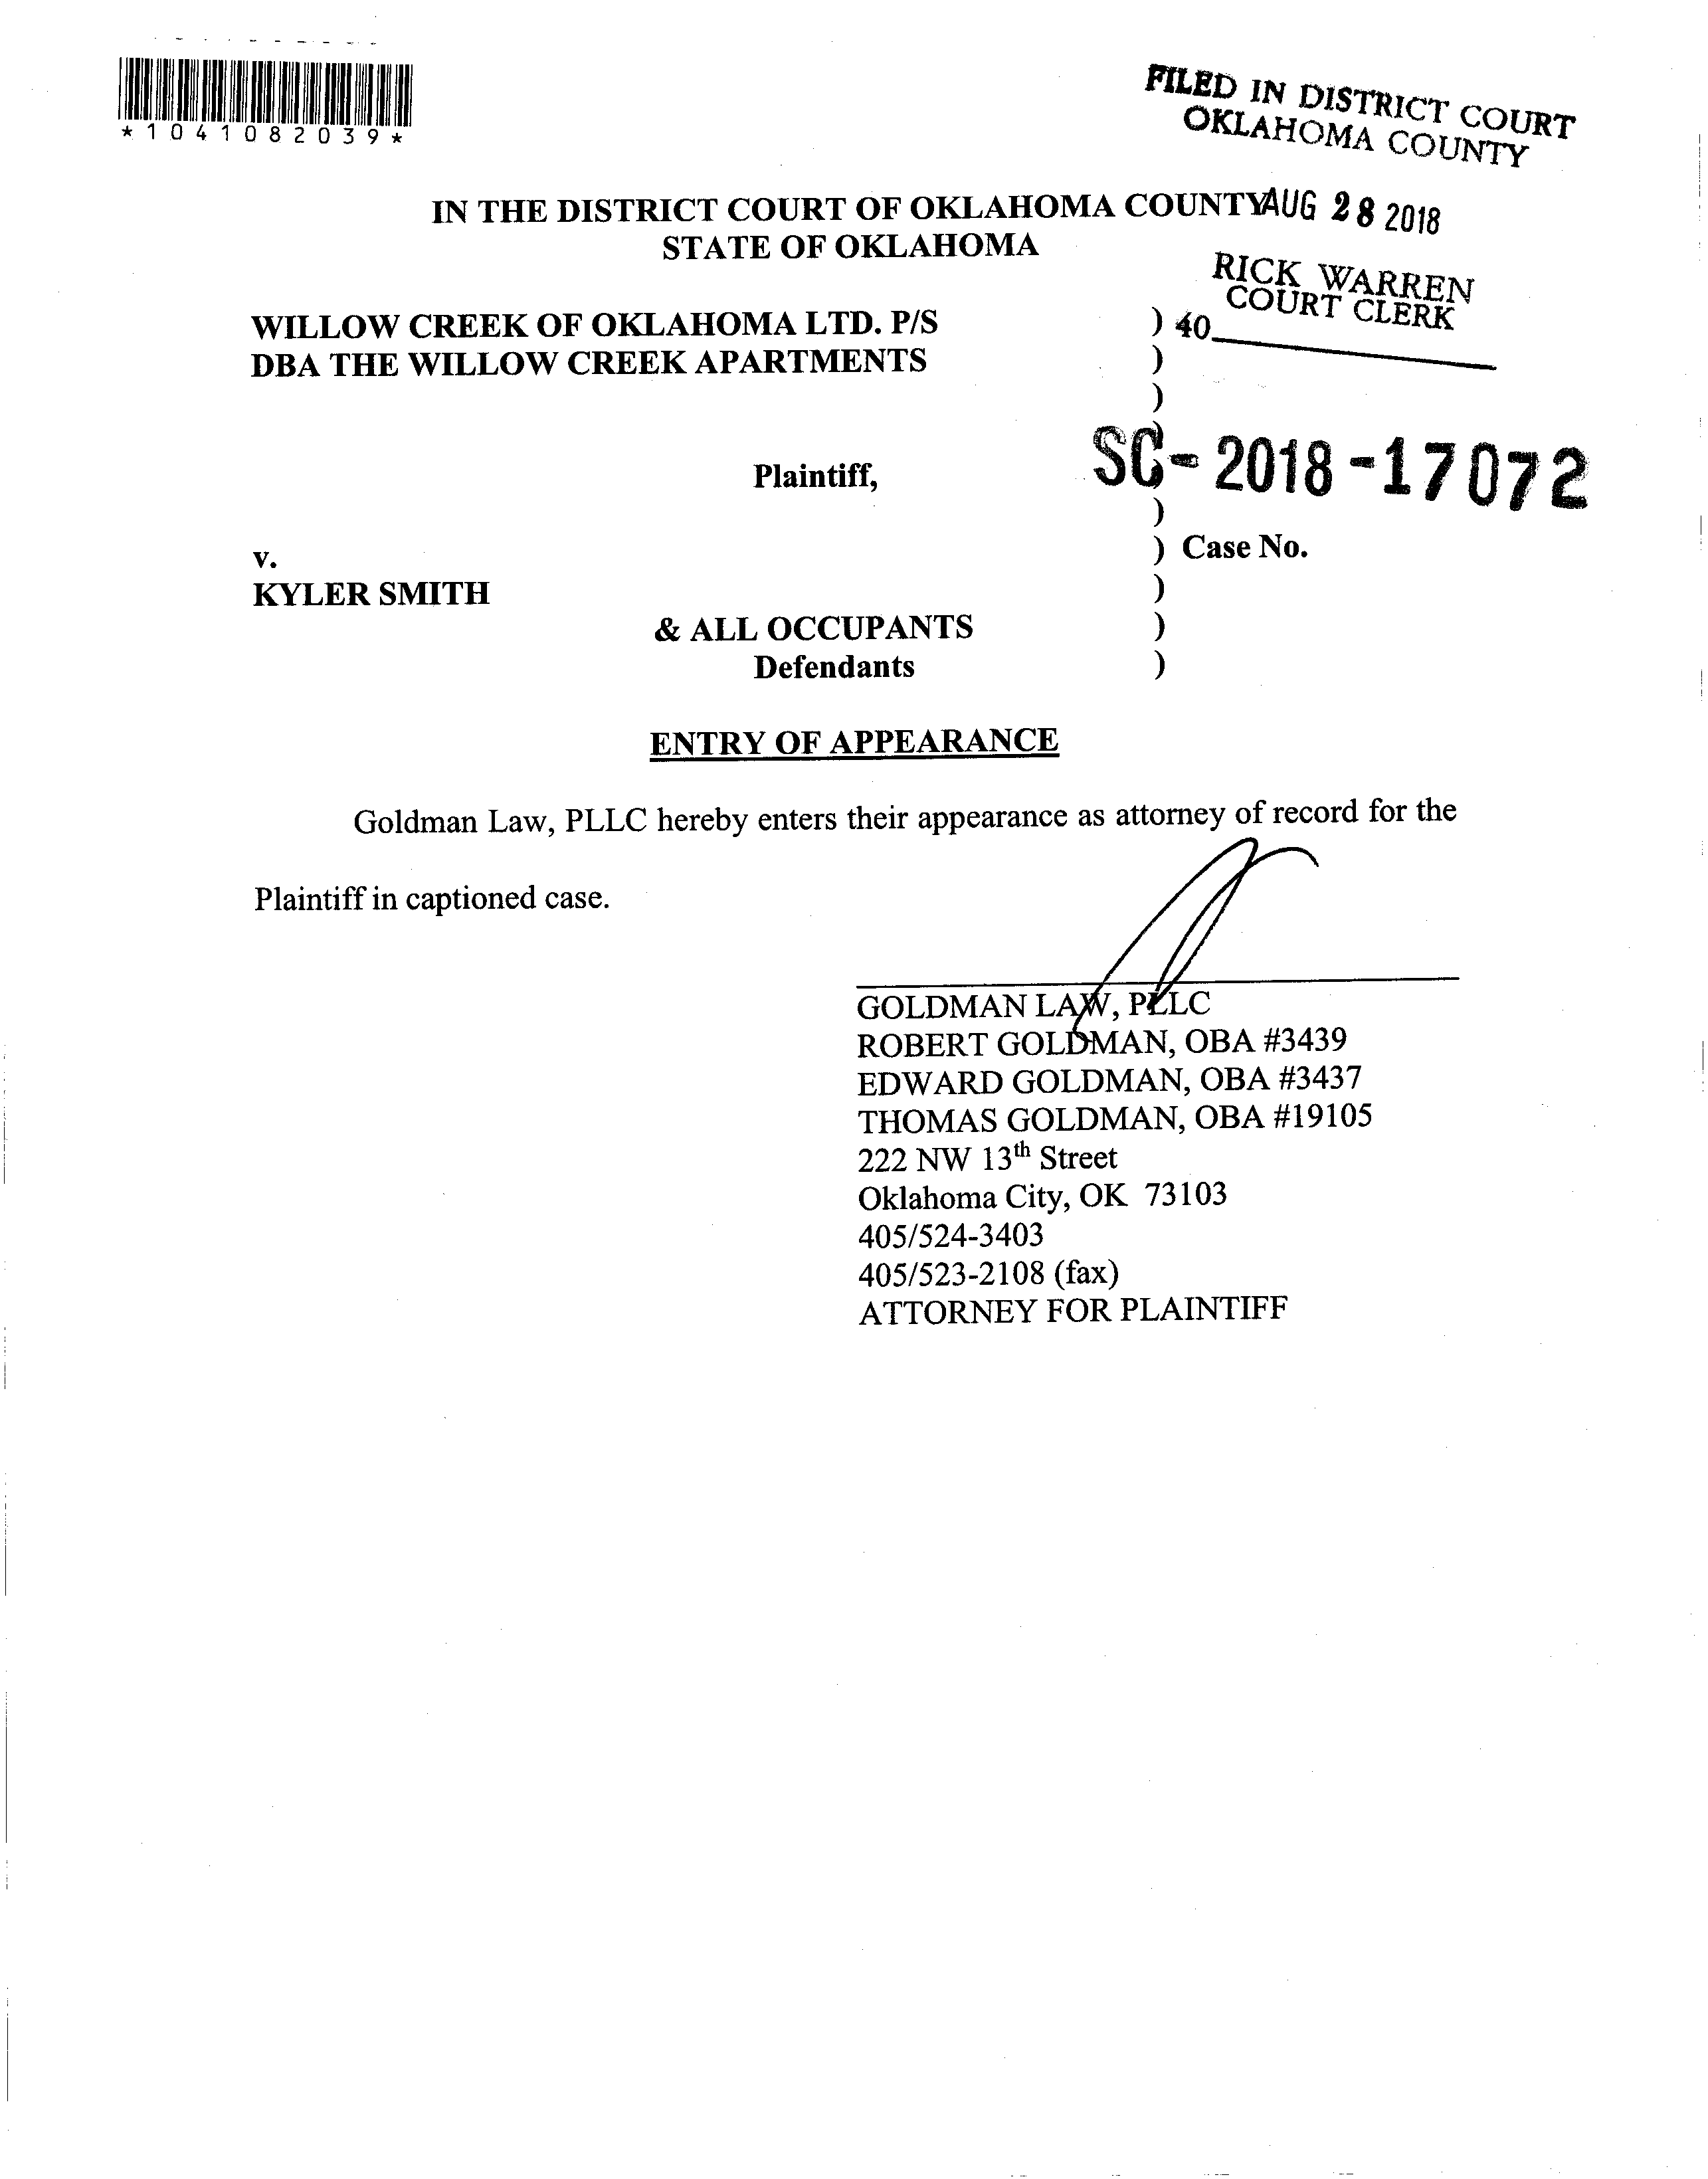 *1041082039*
FILED IN DISTRICT COURT
OKLAHOMA COUNTY
IN THE DISTRICT COURT OF OKLAHOMA COUNTY AUG 28 2018
STATE OF OKLAHOMA
RICK WARREN
COURT CLERK
40
WILLOW CREEK OF OKLAHOMA LTD. P/S )
DBA THE WILLOW CREEK APARTMENTS )
)
SC-2018-17072
Plaintiff, )
)
v. ) Case No.
KYLER SMITH )
& ALL OCCUPANTS )
Defendants )
ENTRY OF APPEARANCE
Goldman Law, PLLC hereby enters their appearance as attorney of record for the
Plaintiff in captioned case.
GOLDMAN LAW, PLLC
ROBERT GOLDMAN, OBA #3439
EDWARD GOLDMAN, OBA #3437
THOMAS GOLDMAN, OBA #19105
222 NW 13th Street
Oklahoma City, OK 73103
405/524-3403
405/523-2108 (fax)
ATTORNEY FOR PLAINTIFF